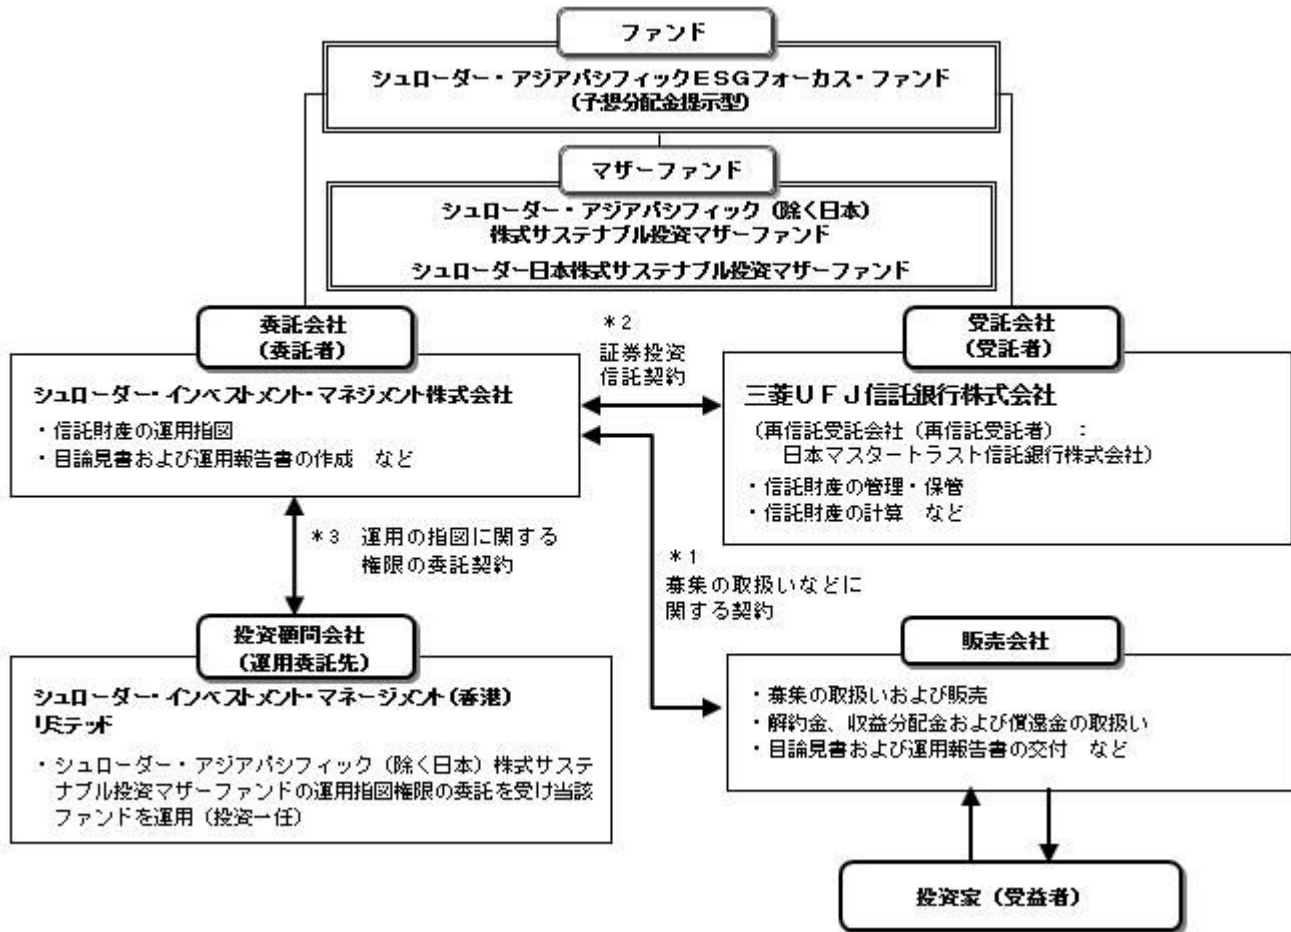 ファンド
シュローダー・アジアパシフィックＥＳＧフォーカス・ファンド
（予想分配金提示型）
マザーファンド
シュローダー・アジアパシフィック（除く日本）
株式サステナブル投資マザーファンド
シュローダー日本株式サステナブル投資マザーファンド
委託会社
（委託者）
シュローダー・インベストメント・マネジメント株式会社
・信託財産の運用指図
・目論見書および運用報告書の作成　など
＊2
証券投資
信託契約
受託会社
（受託者）
三菱ＵＦＪ信託銀行株式会社
（再信託受託会社（再信託受託者）：
日本マスタートラスト信託銀行株式会社）
・信託財産の管理・保管
・信託財産の計算　など
＊3　運用の指図に関する
権限の委託契約
＊1
募集の取扱いなどに
関する契約
投資顧問会社
（運用委託先）
シュローダー・インベストメント・マネージメント（香港）
リミテッド
・シュローダー・アジアパシフィック（除く日本）株式サステ
ナブル投資マザーファンドの運用指図権限の委託を受け当該
ファンドを運用（投資一任）
販売会社
・募集の取扱いおよび販売
・解約金、収益分配金および償還金の取扱い
・目論見書および運用報告書の交付　など
投資家（受益者）